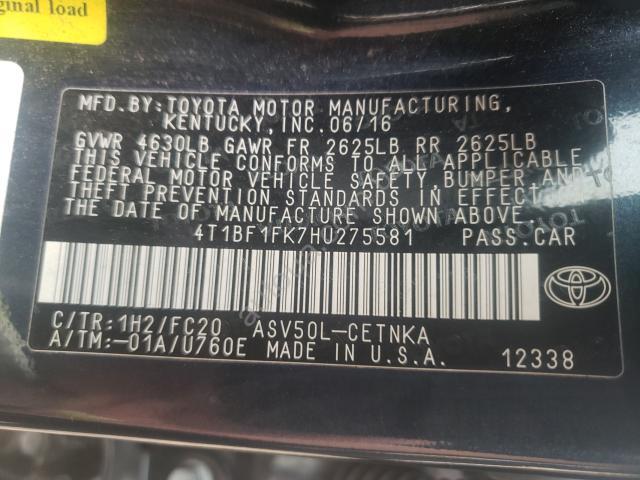 ginal load
MFD.BY: TOYOTA MOTOR MANUFACTURING,
KENTUCKY, INC. 06/16
GVWR 4630LB GAWR FR 2625LB RR 2625LB
THIS VEHICLE CONFORMS TO ALL APPLICABLE
FEDERAL MOTOR VEHICLE SAFETY, BUMPER AND
THEFT PREVENTION STANDARDS IN EFFECT ON
THE DATE OF MANUFACTURE SHOWN ABOVE.
4T1BF1FK7HU275581 PASS.CAR
C/TR:1H2/FC20 ASV50L-CETNKA
A/TM:-01A/U760E MADE IN U.S.A. 12338